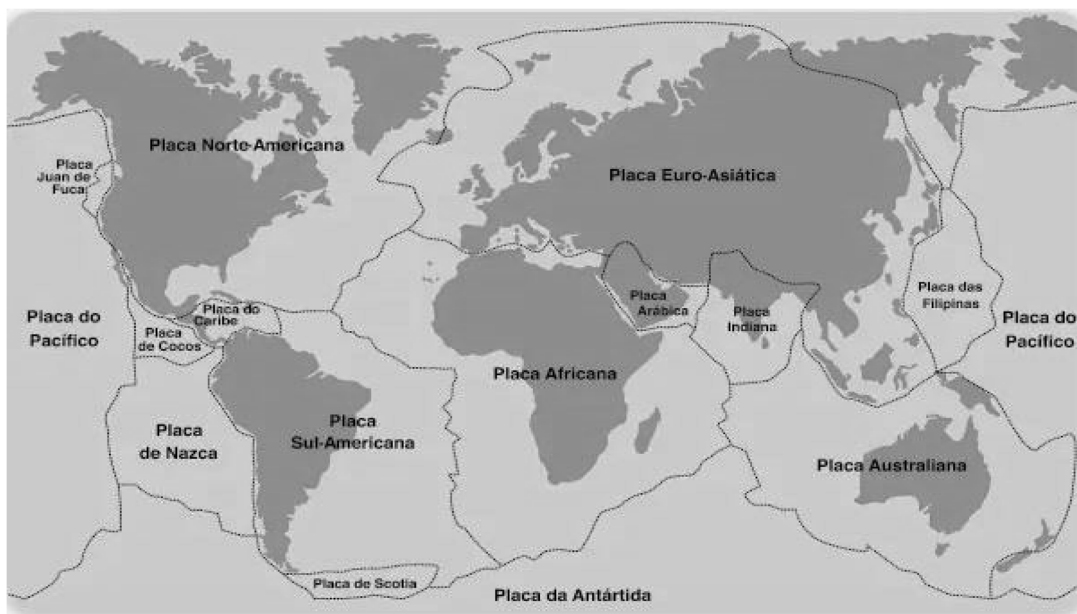 Placa Norte-Americana
Placa
Juan de
Fuca
Placa Euro-Asiática
Placa do
Pacífico
Placa do
Caribe
Placa
de Cocos
Placa
Arábica
Placa
Indiana
Placa das
Filipinas
Placa do
Pacífico
Placa Africana
Placa
de Nazca
Placa
Sul-Americana
Placa Australiana
Placa de Scotia
Placa da Antártida